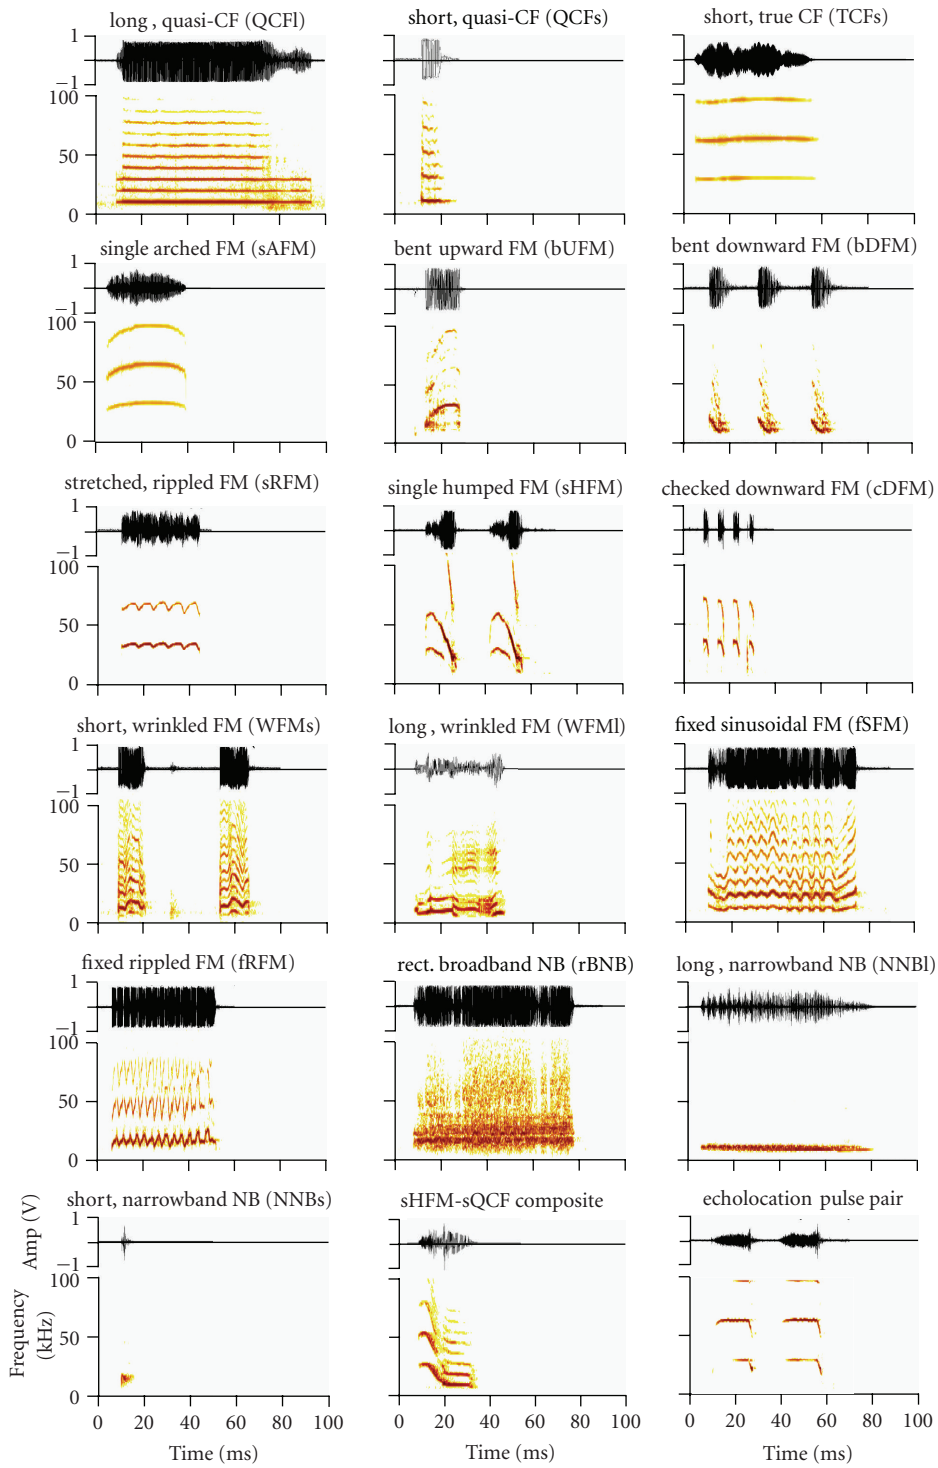 long , quasi-CF (QCFl)
short, quasi-CF (QCFs)
short, true CF (TCFs)
1
−1
100
50
0
single arched FM (sAFM)
bent upward FM (bUFM)
bent downward FM (bDFM)
1
−1
100
50
0
stretched, rippled FM (sRFM)
single humped FM (sHFM)
checked downward FM (cDFM)
1
−1
100
50
0
short, wrinkled FM (WFMs)
long , wrinkled FM (WFMl)
fixed sinusoidal FM (fSFM)
1
−1
100
50
0
fixed rippled FM (fRFM)
rect. broadband NB (rBNB)
long , narrowband NB (NNBl)
1
−1
100
50
0
short, narrowband NB (NNBs)
sHFM-sQCF composite
echolocation pulse pair
Amp (V)
1
−1
Frequency
(kHz)
100
50
0
0 20 40 60 80 100
0 20 40 60 80 100
0 20 40 60 80 100
Time (ms)
Time (ms)
Time (ms)